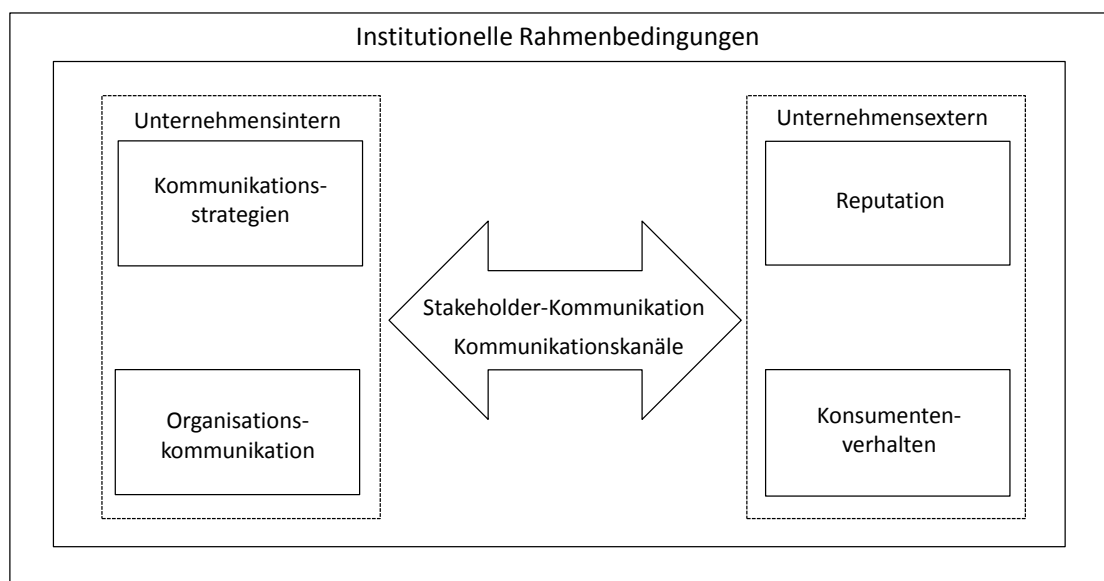 Institutionelle Rahmenbedingungen
Unternehmensintern
Kommunikations-
strategien
Organisations-
kommunikation
Stakeholder-Kommunikation
Kommunikationskanäle
Unternehmensextern
Reputation
Konsumenten-
verhalten